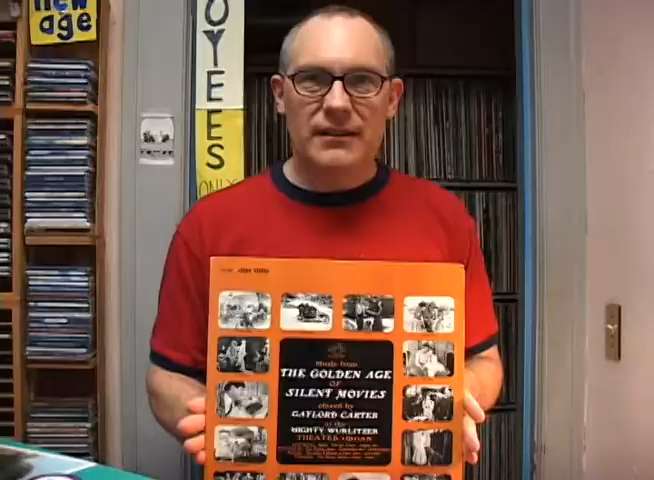 new
age
OYEES
ONLY
Music from
THE GOLDEN AGE
OF
SILENT MOVIES
played by
GAYLORD CARTER
at the
MIGHTY WURLITZER
THEATER ORGAN